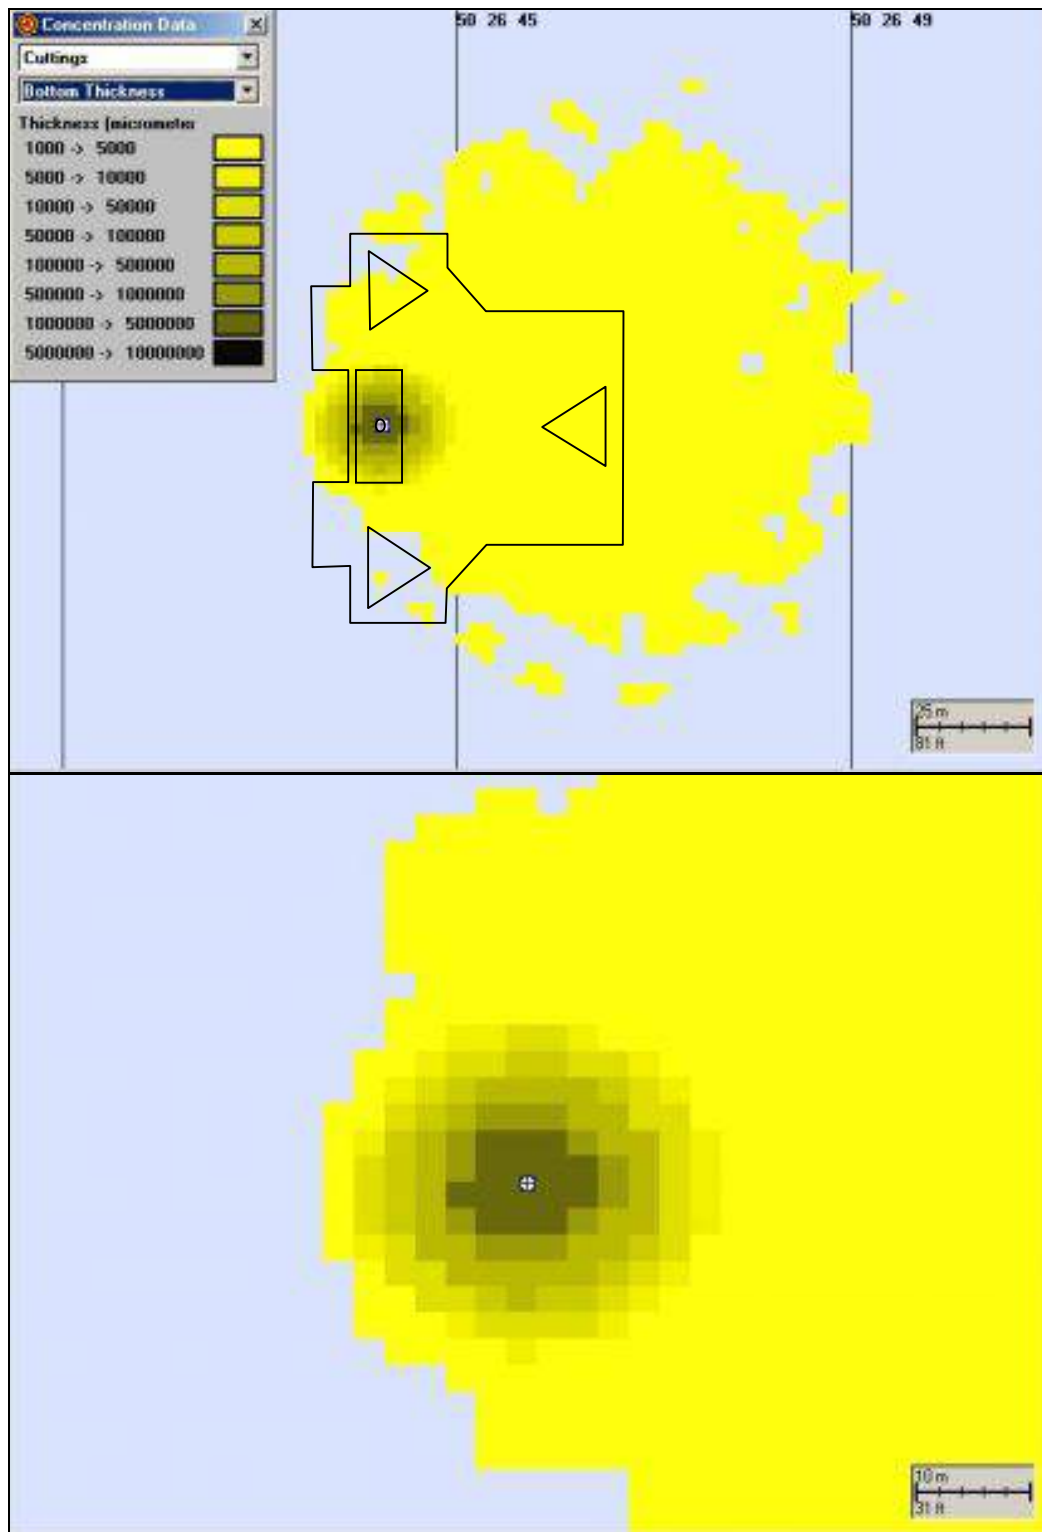 Concentration Data
Cuttings
Bottom Thickness
Thickness (micrometer
1000 -> 5000
5000 -> 10000
10000 -> 50000
50000 -> 100000
100000 -> 500000
500000 -> 1000000
1000000 -> 5000000
5000000 -> 10000000
50 26 45
50 26 49
25 m
81 ft
10 m
31 ft